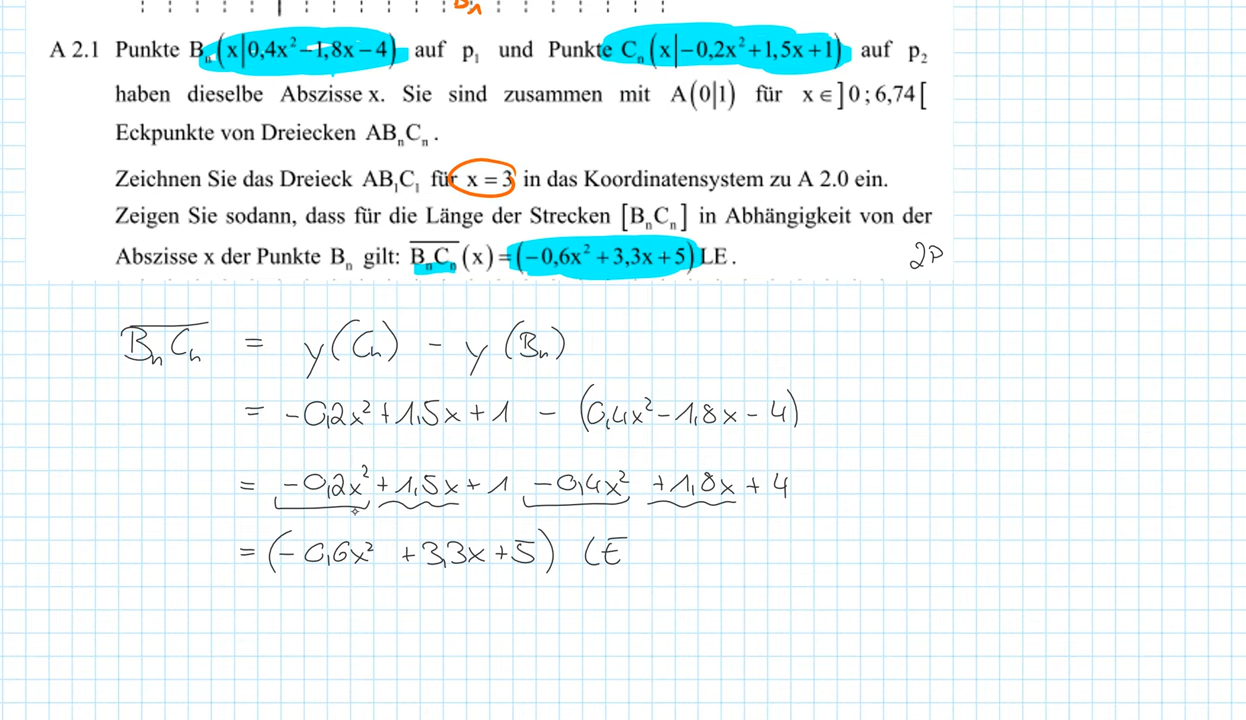 Bn
A 2.1 Punkte Bₙ(x|0,4x²−1,8x−4) auf p₁ und Punkte Cₙ(x|−0,2x²+1,5x+1) auf p₂
haben dieselbe Abszisse x. Sie sind zusammen mit A(0|1) für x∈]0;6,74[
Eckpunkte von Dreiecken ABₙCₙ.
Zeichnen Sie das Dreieck AB₁C₁ für x=3 in das Koordinatensystem zu A 2.0 ein.
Zeigen Sie sodann, dass für die Länge der Strecken [BₙCₙ] in Abhängigkeit von der
Abszisse x der Punkte Bₙ gilt: B̅ₙC̅ₙ(x)=(−0,6x²+3,3x+5)LE. 2P
B̅ₙC̅ₙ = y(Cₙ) - y(Bₙ)
= -0,2x²+1,5x+1 - (0,4x²-1,8x-4)
= -0,2x²+1,5x+1 -0,4x² +1,8x+4
= (-0,6x² +3,3x+5) LE